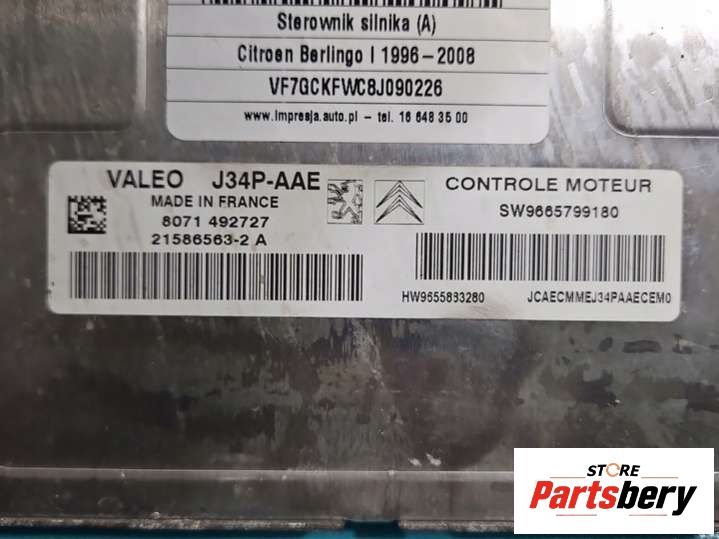 Sterownik silnika (A)
Citroen Berlingo I 1996-2008
VF7GCKFWC8J090226
www.impresja.auto.pl - tel. 16 648 35 00
VALEO J34P-AAE
MADE IN FRANCE
8071 492727
21586563-2 A
CONTROLE MOTEUR
SW9665799180
HW9655833280
JCAECMMEJ34PAAECEM0
STORE
Partsbery